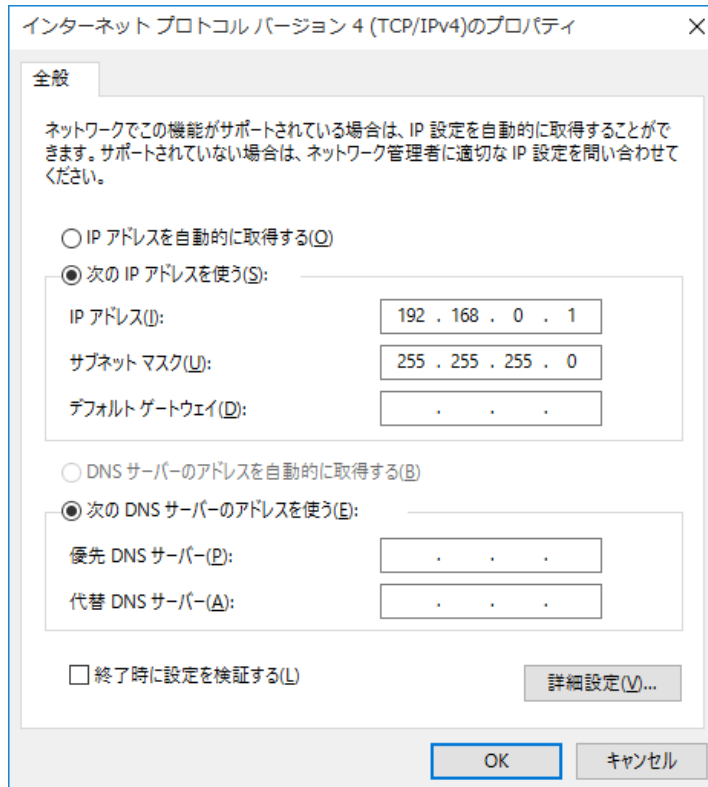 インターネット プロトコル バージョン 4 (TCP/IPv4)のプロパティ
全般
ネットワークでこの機能がサポートされている場合は、IP 設定を自動的に取得することがで
きます。サポートされていない場合は、ネットワーク管理者に適切な IP 設定を問い合わせて
ください。
IP アドレスを自動的に取得する(O)
次の IP アドレスを使う(S):
IP アドレス(I): 192 . 168 . 0 . 1
サブネット マスク(U): 255 . 255 . 255 . 0
デフォルト ゲートウェイ(D): . . .
DNS サーバーのアドレスを自動的に取得する(B)
次の DNS サーバーのアドレスを使う(E):
優先 DNS サーバー(P): . . .
代替 DNS サーバー(A): . . .
終了時に設定を検証する(L)
詳細設定(V)...
OK キャンセル